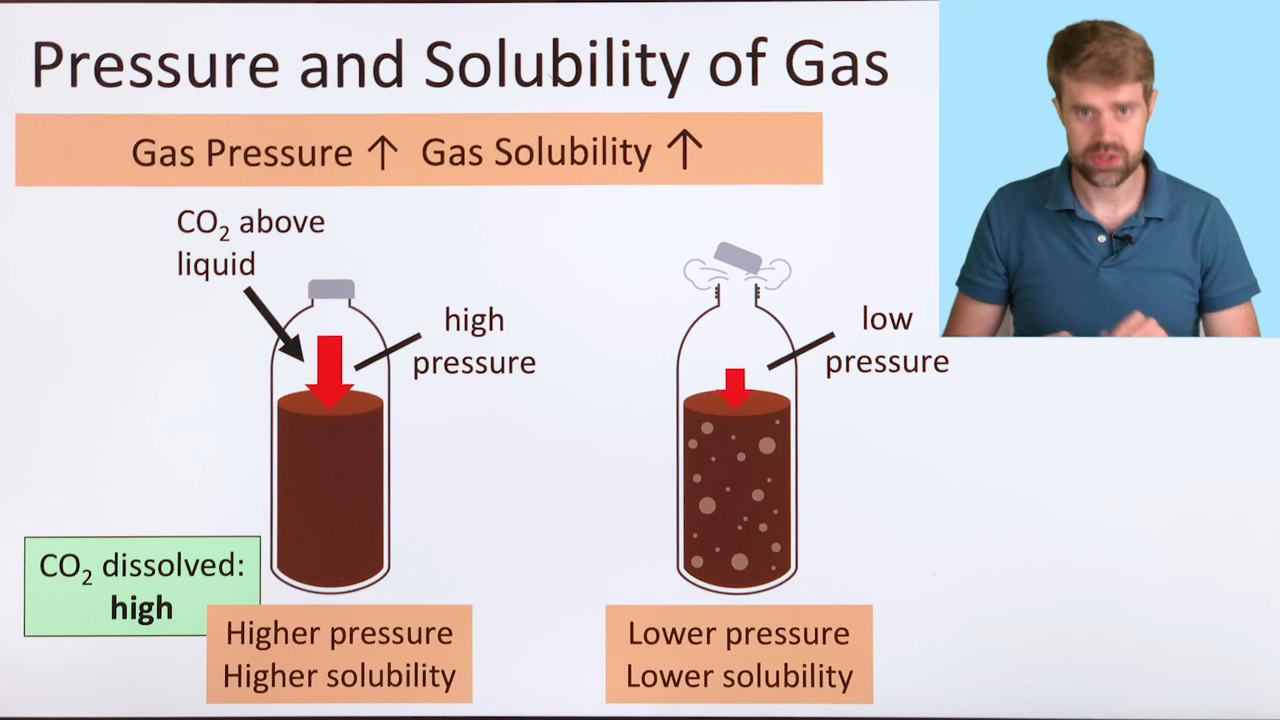 Pressure and Solubility of Gas
Gas Pressure ↑ Gas Solubility ↑
CO₂ above
liquid
high
pressure
low
pressure
CO₂ dissolved:
high
Higher pressure
Higher solubility
Lower pressure
Lower solubility